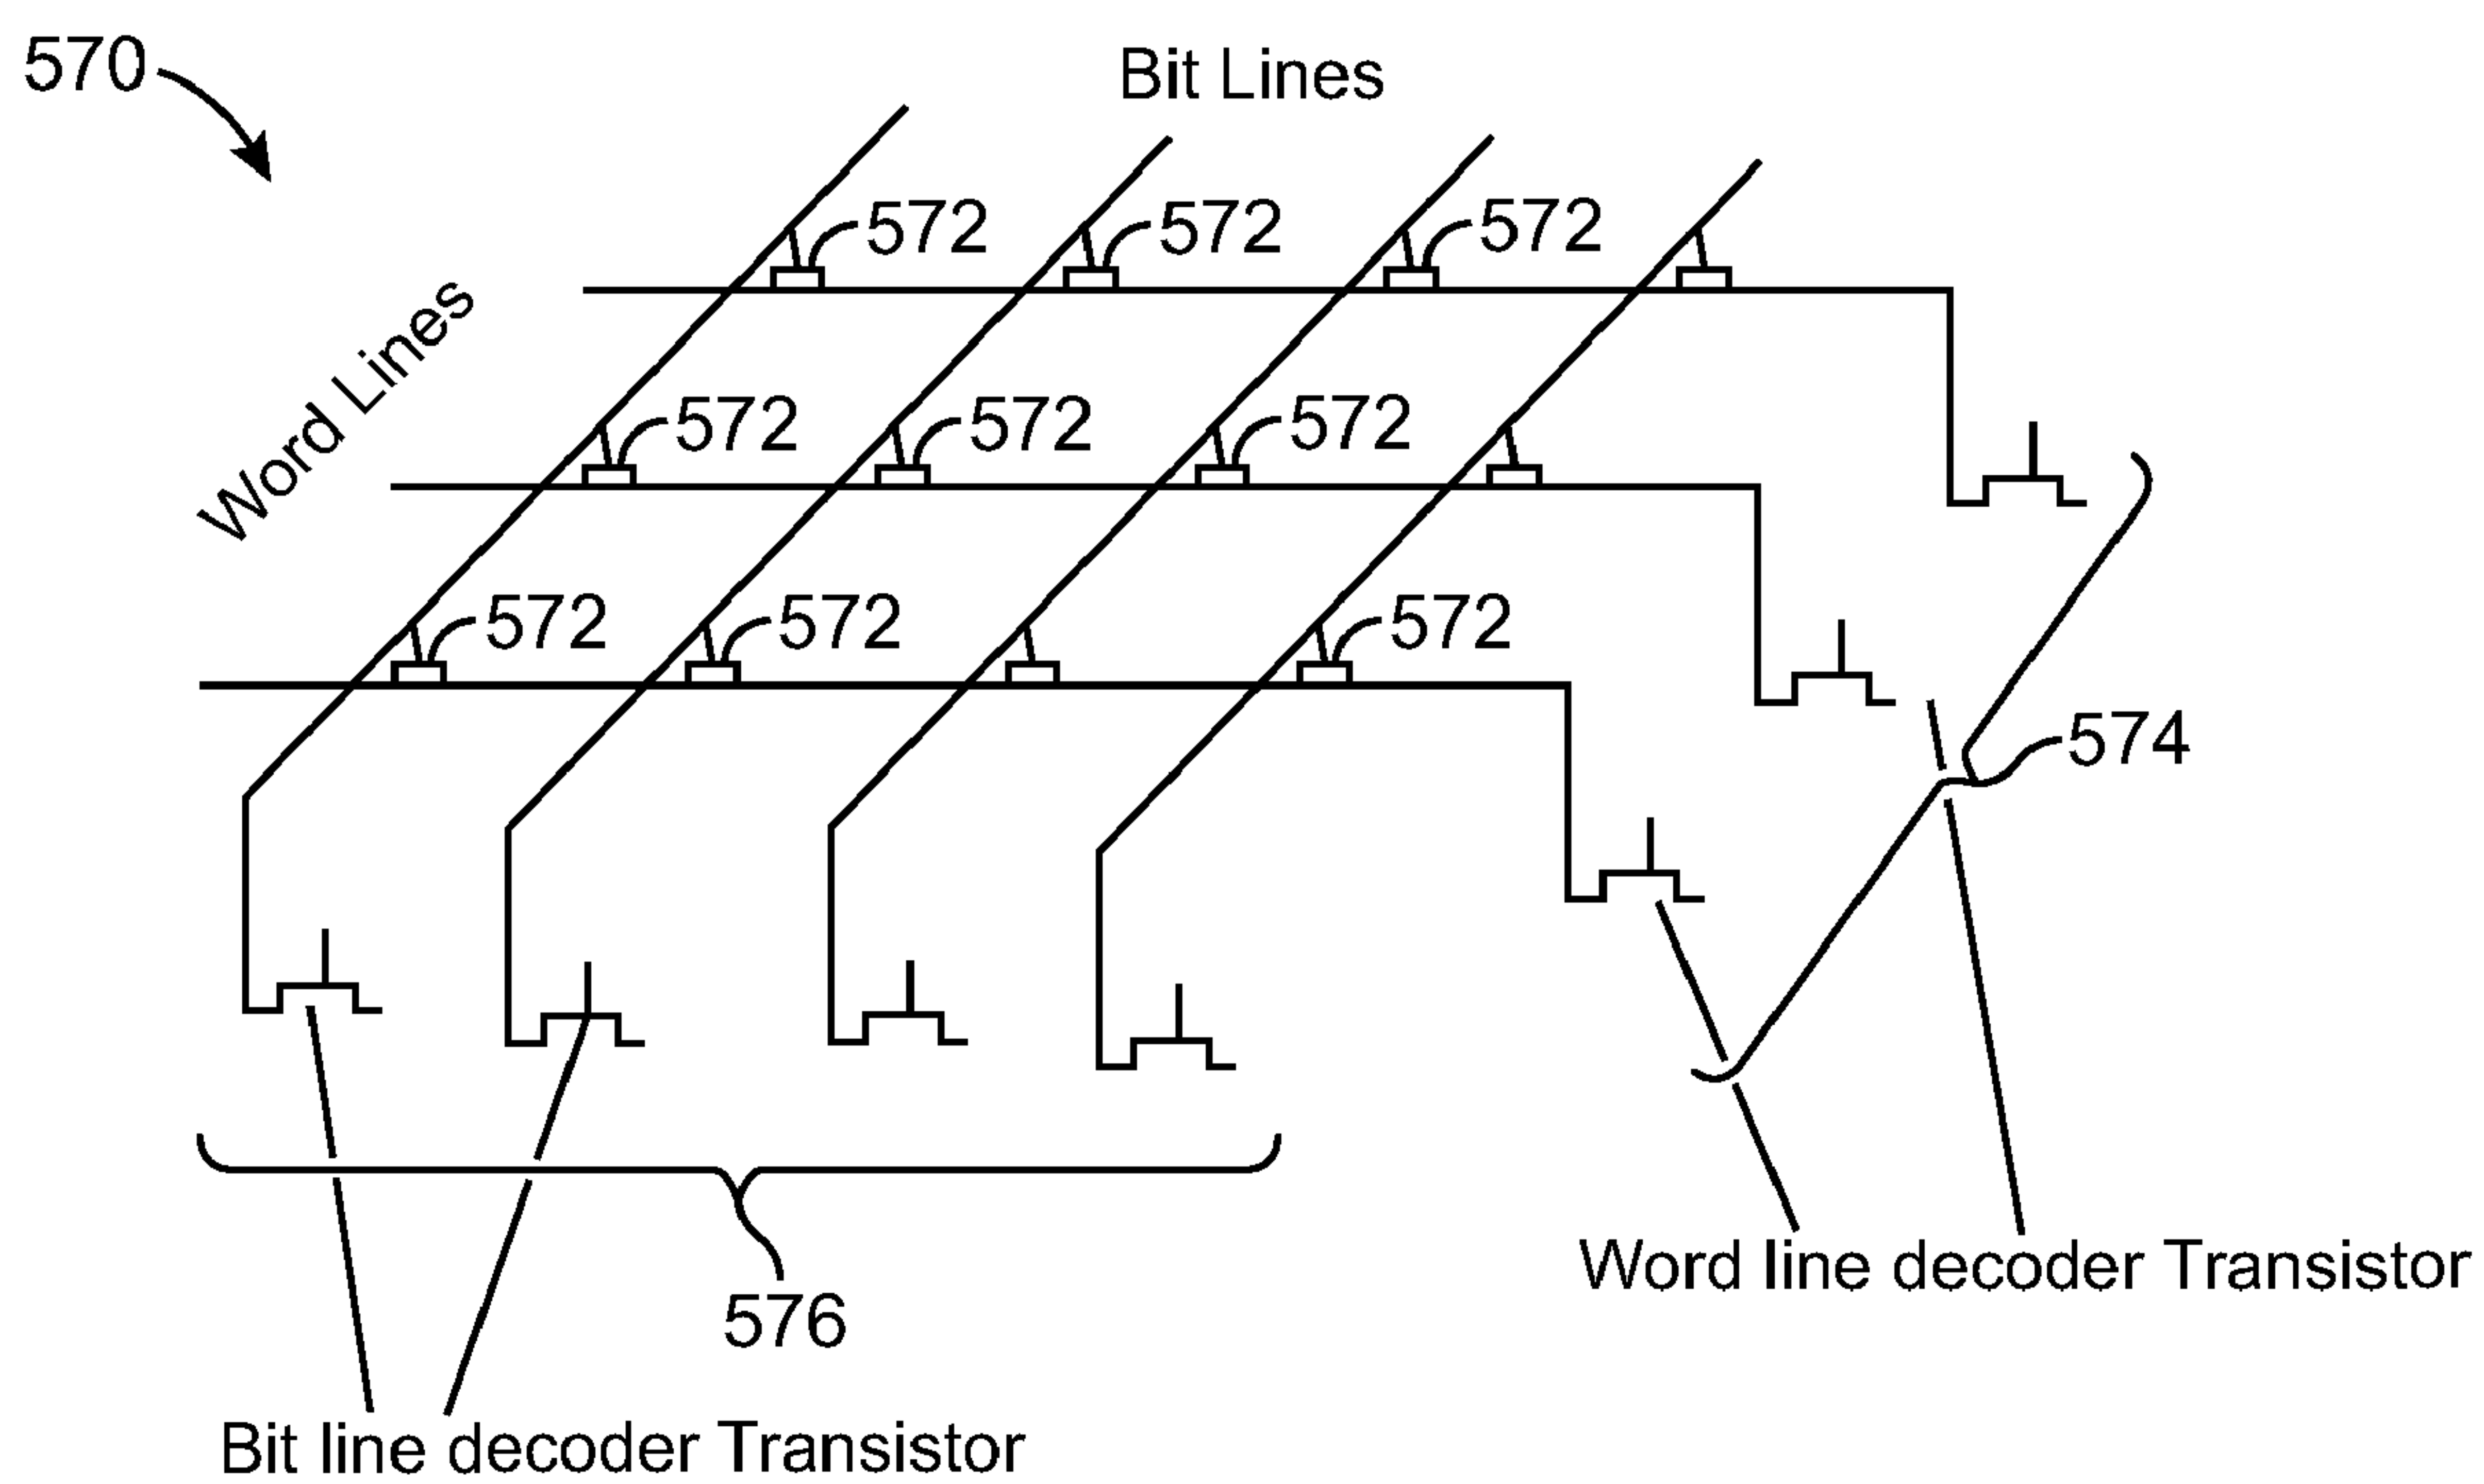 570
Bit Lines
572 572 572
Word Lines
572 572 572
572 572 572
574
Word line decoder Transistor
576
Bit line decoder Transistor